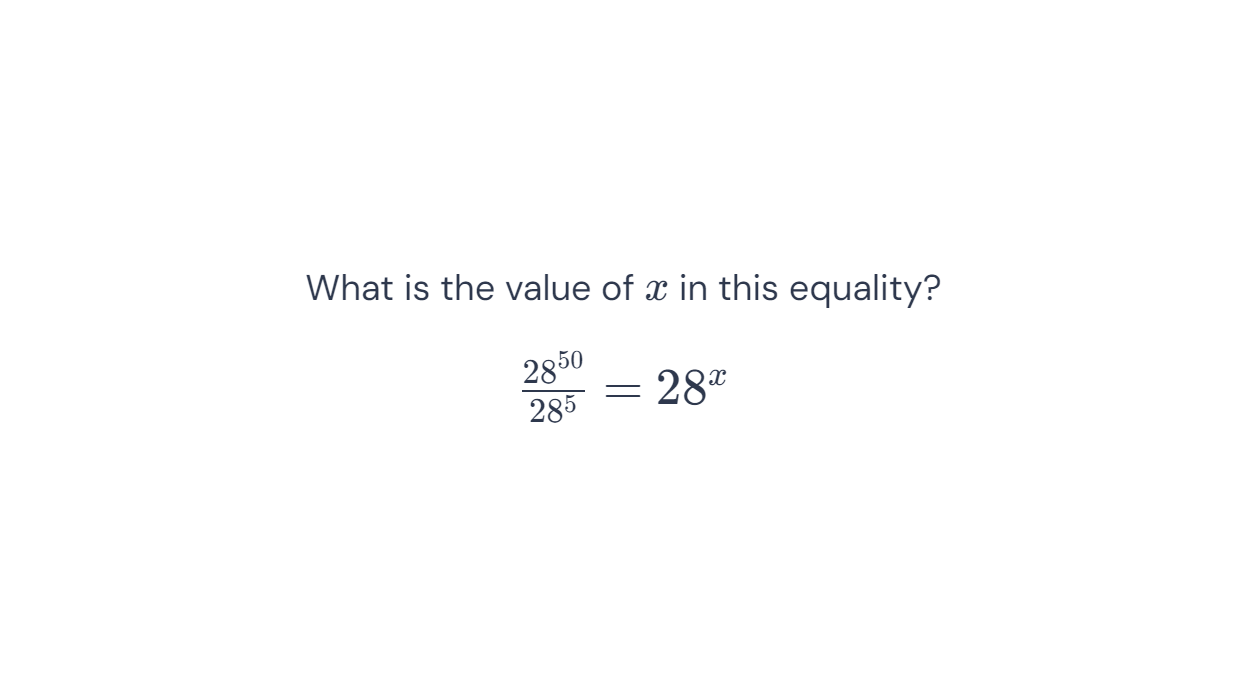 What is the value of x in this equality?
28^50 / 28^5 = 28^x